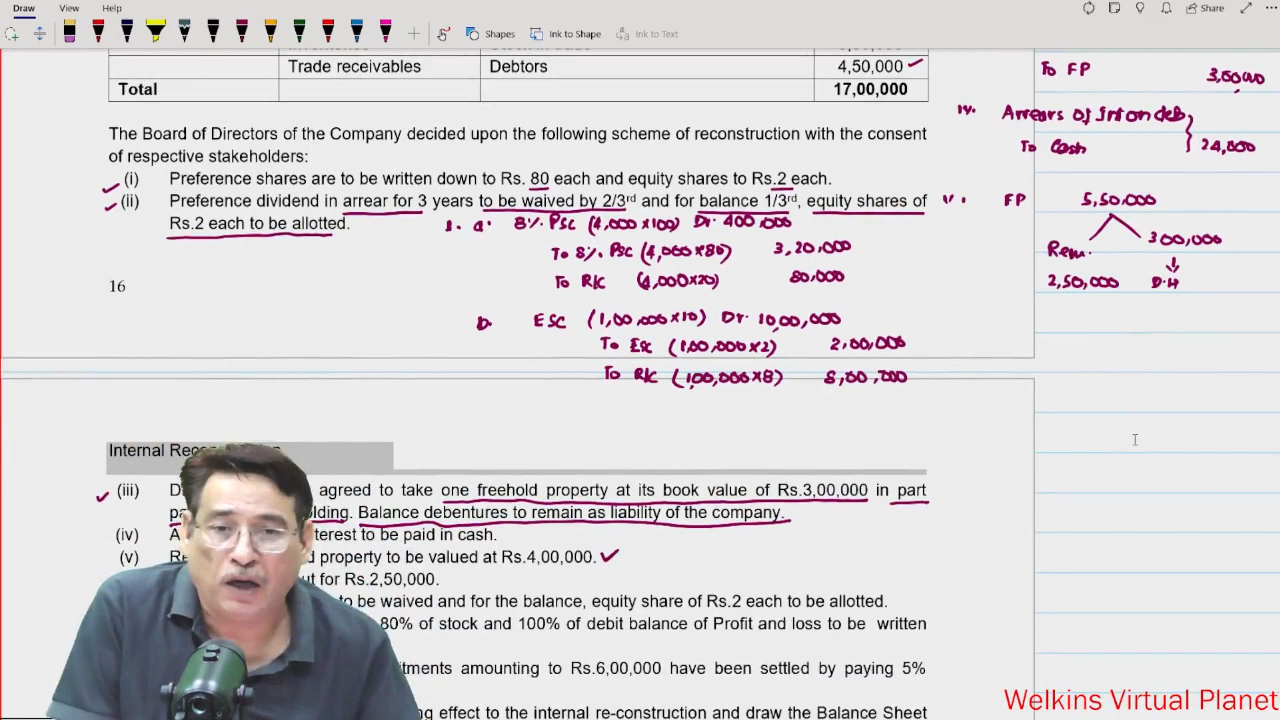 Draw View Help
Shapes Ink to Shape Ink to Text Share
Trade receivables Debtors 4,50,000
Total 17,00,000
To FP 3,00,000
The Board of Directors of the Company decided upon the following scheme of reconstruction with the consent
of respective stakeholders:
iv. Arrears of Int on deb
To Cash 24,000
(i) Preference shares are to be written down to Rs. 80 each and equity shares to Rs.2 each.
(ii) Preference dividend in arrear for 3 years to be waived by 2/3rd and for balance 1/3rd, equity shares of
Rs.2 each to be allotted.
v. FP 5,50,000
Rem. 300,000
2,50,000 D.H
1. a. 8% PSC (4,000×100) Dr. 400,000
To 8% PSC (4,000×80) 3,20,000
To R/C (4,000×20) 80,000
16
b. ESC (1,00,000×10) Dr. 10,00,000
To ESC (1,00,000×2) 2,00,000
To R/C (1,00,000×8) 8,00,000
Internal
(iii) agreed to take one freehold property at its book value of Rs.3,00,000 in part
Balance debentures to remain as liability of the company.
(iv) to be paid in cash.
(v) property to be valued at Rs.4,00,000.
for Rs.2,50,000.
to be waived and for the balance, equity share of Rs.2 each to be allotted.
80% of stock and 100% of debit balance of Profit and loss to be written
amounting to Rs.6,00,000 have been settled by paying 5%
effect to the internal re-construction and draw the Balance Sheet
Welkins Virtual Planet